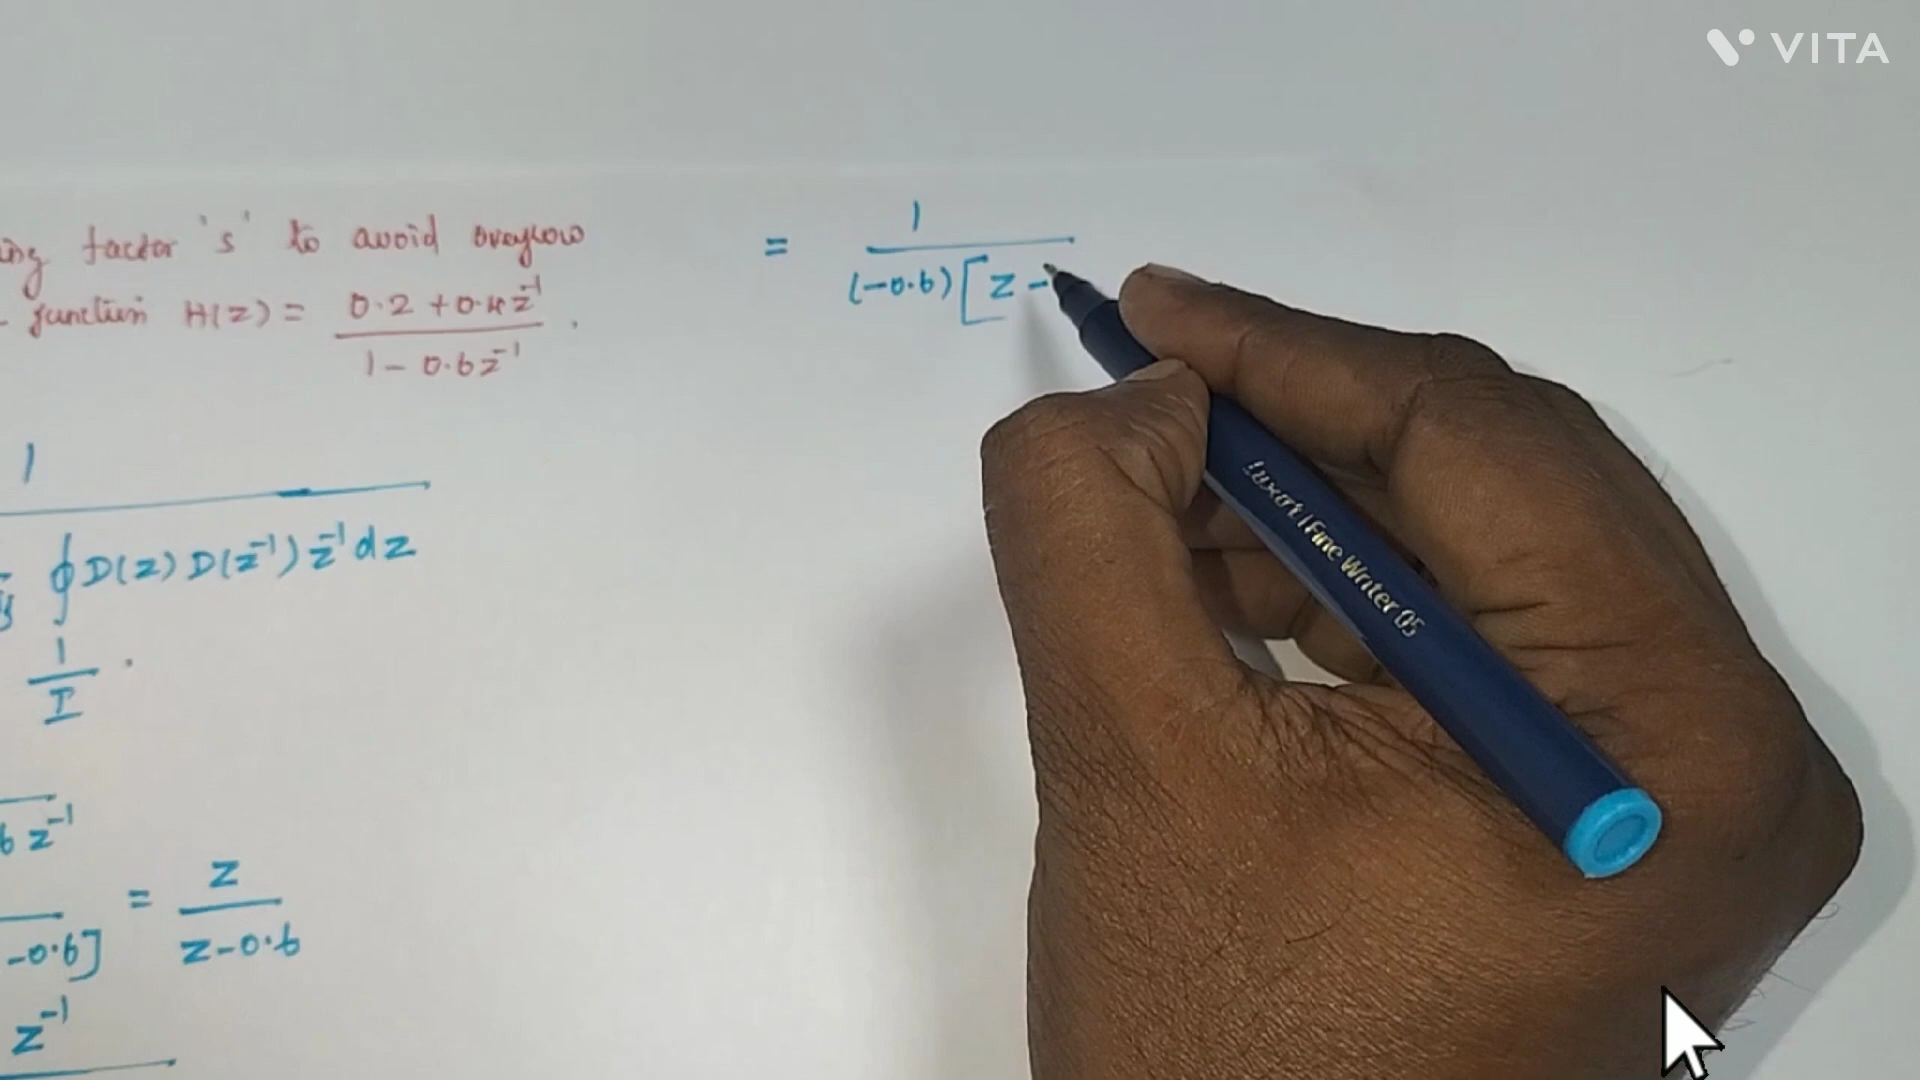 VITA
ing factor 's' to avoid overflow
function H(z) = 0.2 + 0.4z⁻¹
1 - 0.6z⁻¹ .
= 1
(-0.6) [ z -
1
∮ D(z) D(z⁻¹) z⁻¹ dz
1
I .
6 z⁻¹
-0.6] = z
z - 0.6
z⁻¹
Luxor | Fine Writer 05